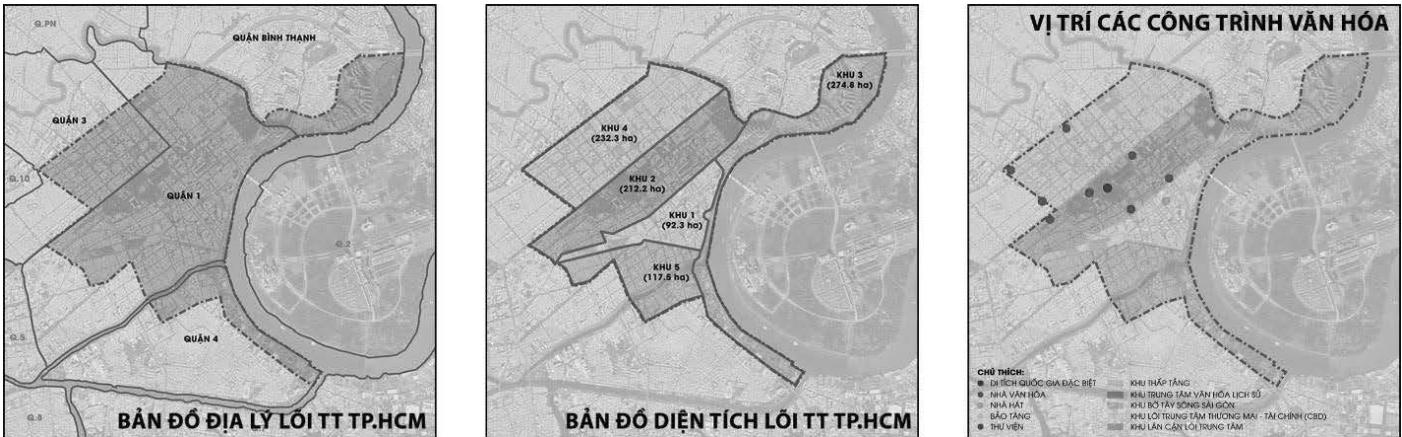 Q.PN
QUẬN BÌNH THẠNH
QUẬN 3
Q.10
QUẬN 1
Q.2
Q.5
QUẬN 4
Q.8
BẢN ĐỒ ĐỊA LÝ LÕI TT TP.HCM
KHU 3
(274.8 ha)
KHU 4
(232.3 ha)
KHU 2
(212.2 ha)
KHU 1
(92.3 ha)
KHU 5
(117.5 ha)
BẢN ĐỒ DIỆN TÍCH LÕI TT TP.HCM
VỊ TRÍ CÁC CÔNG TRÌNH VĂN HÓA
CHÚ THÍCH:
DI TÍCH QUỐC GIA ĐẶC BIỆT
NHÀ VĂN HÓA
NHÀ HÁT
BẢO TÀNG
THƯ VIỆN
KHU THẤP TẦNG
KHU TRUNG TÂM VĂN HÓA LỊCH SỬ
KHU BỜ TÂY SÔNG SÀI GÒN
KHU LÕI TRUNG TÂM THƯƠNG MẠI - TÀI CHÍNH (CBD)
KHU LÂN CẬN LÕI TRUNG TÂM